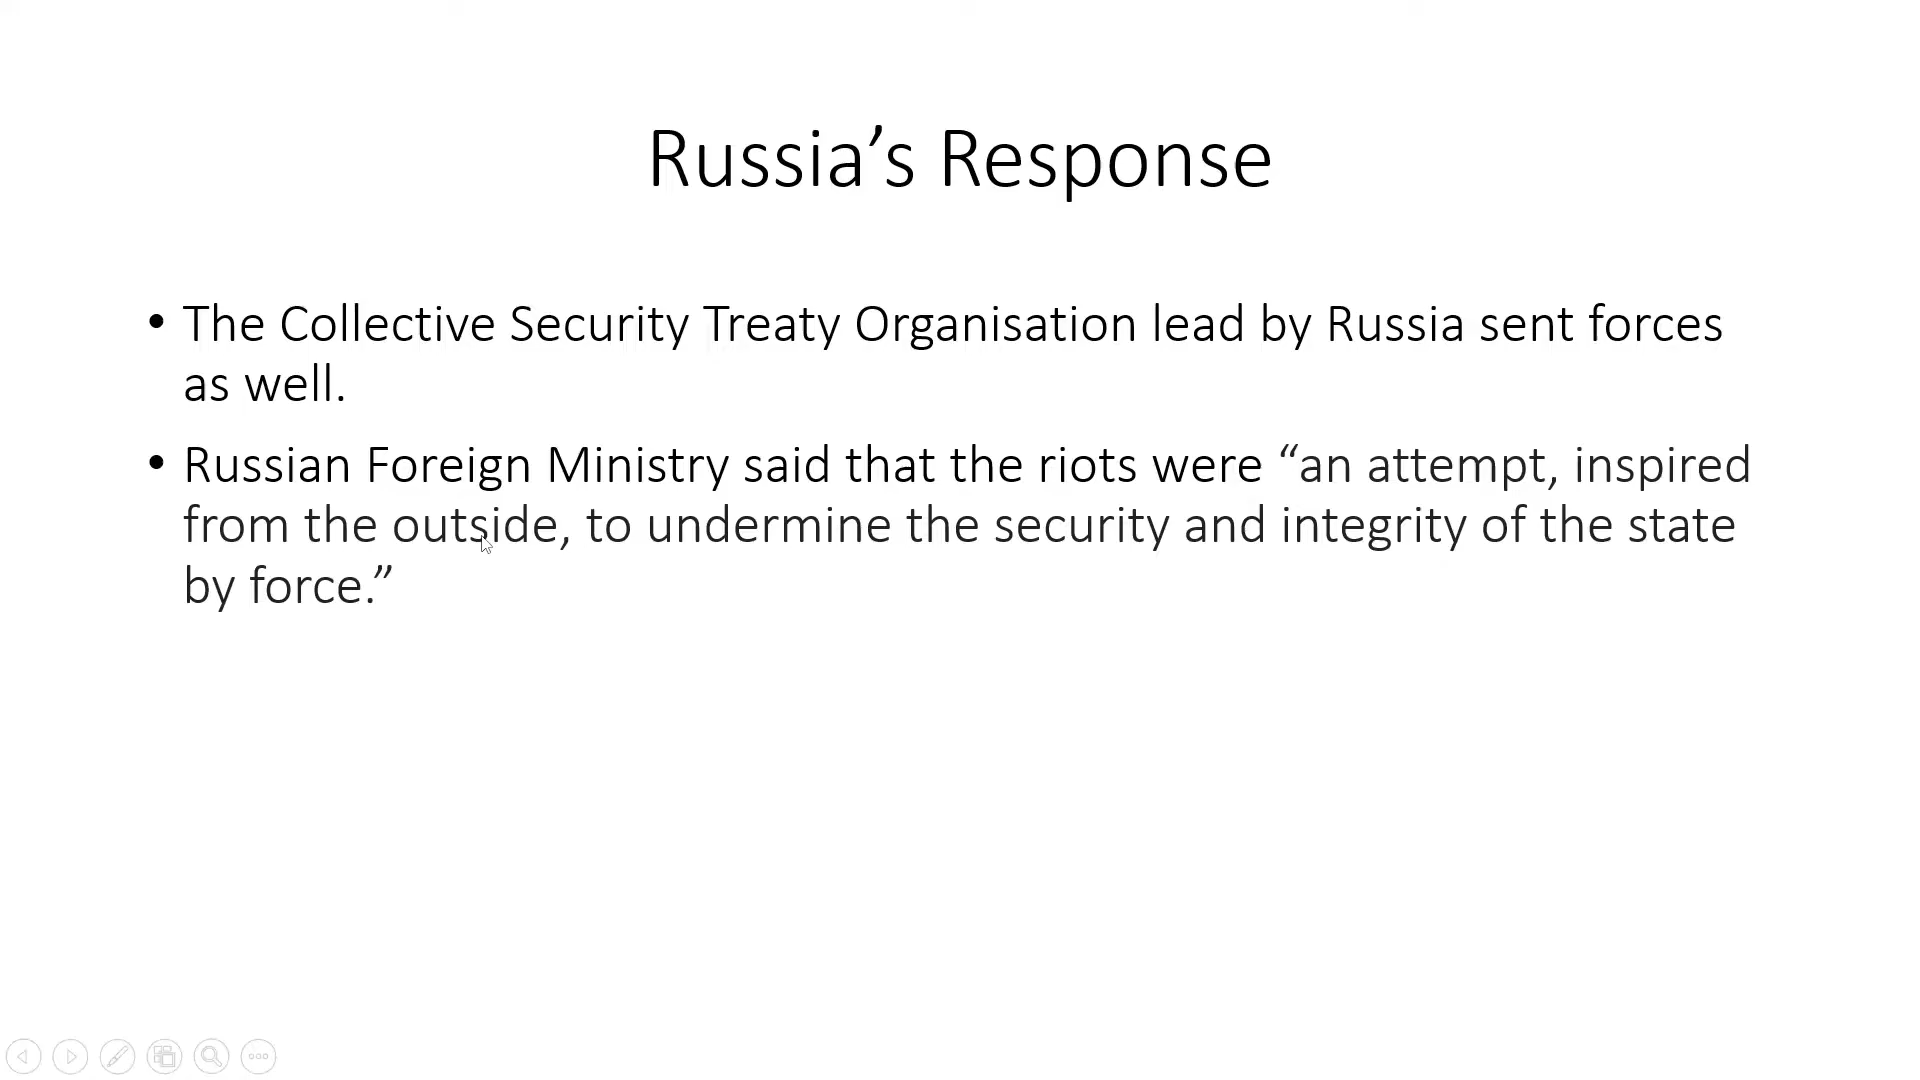 Russia’s Response
• The Collective Security Treaty Organisation lead by Russia sent forces
as well.
• Russian Foreign Ministry said that the riots were “an attempt, inspired
from the outside, to undermine the security and integrity of the state
by force.”